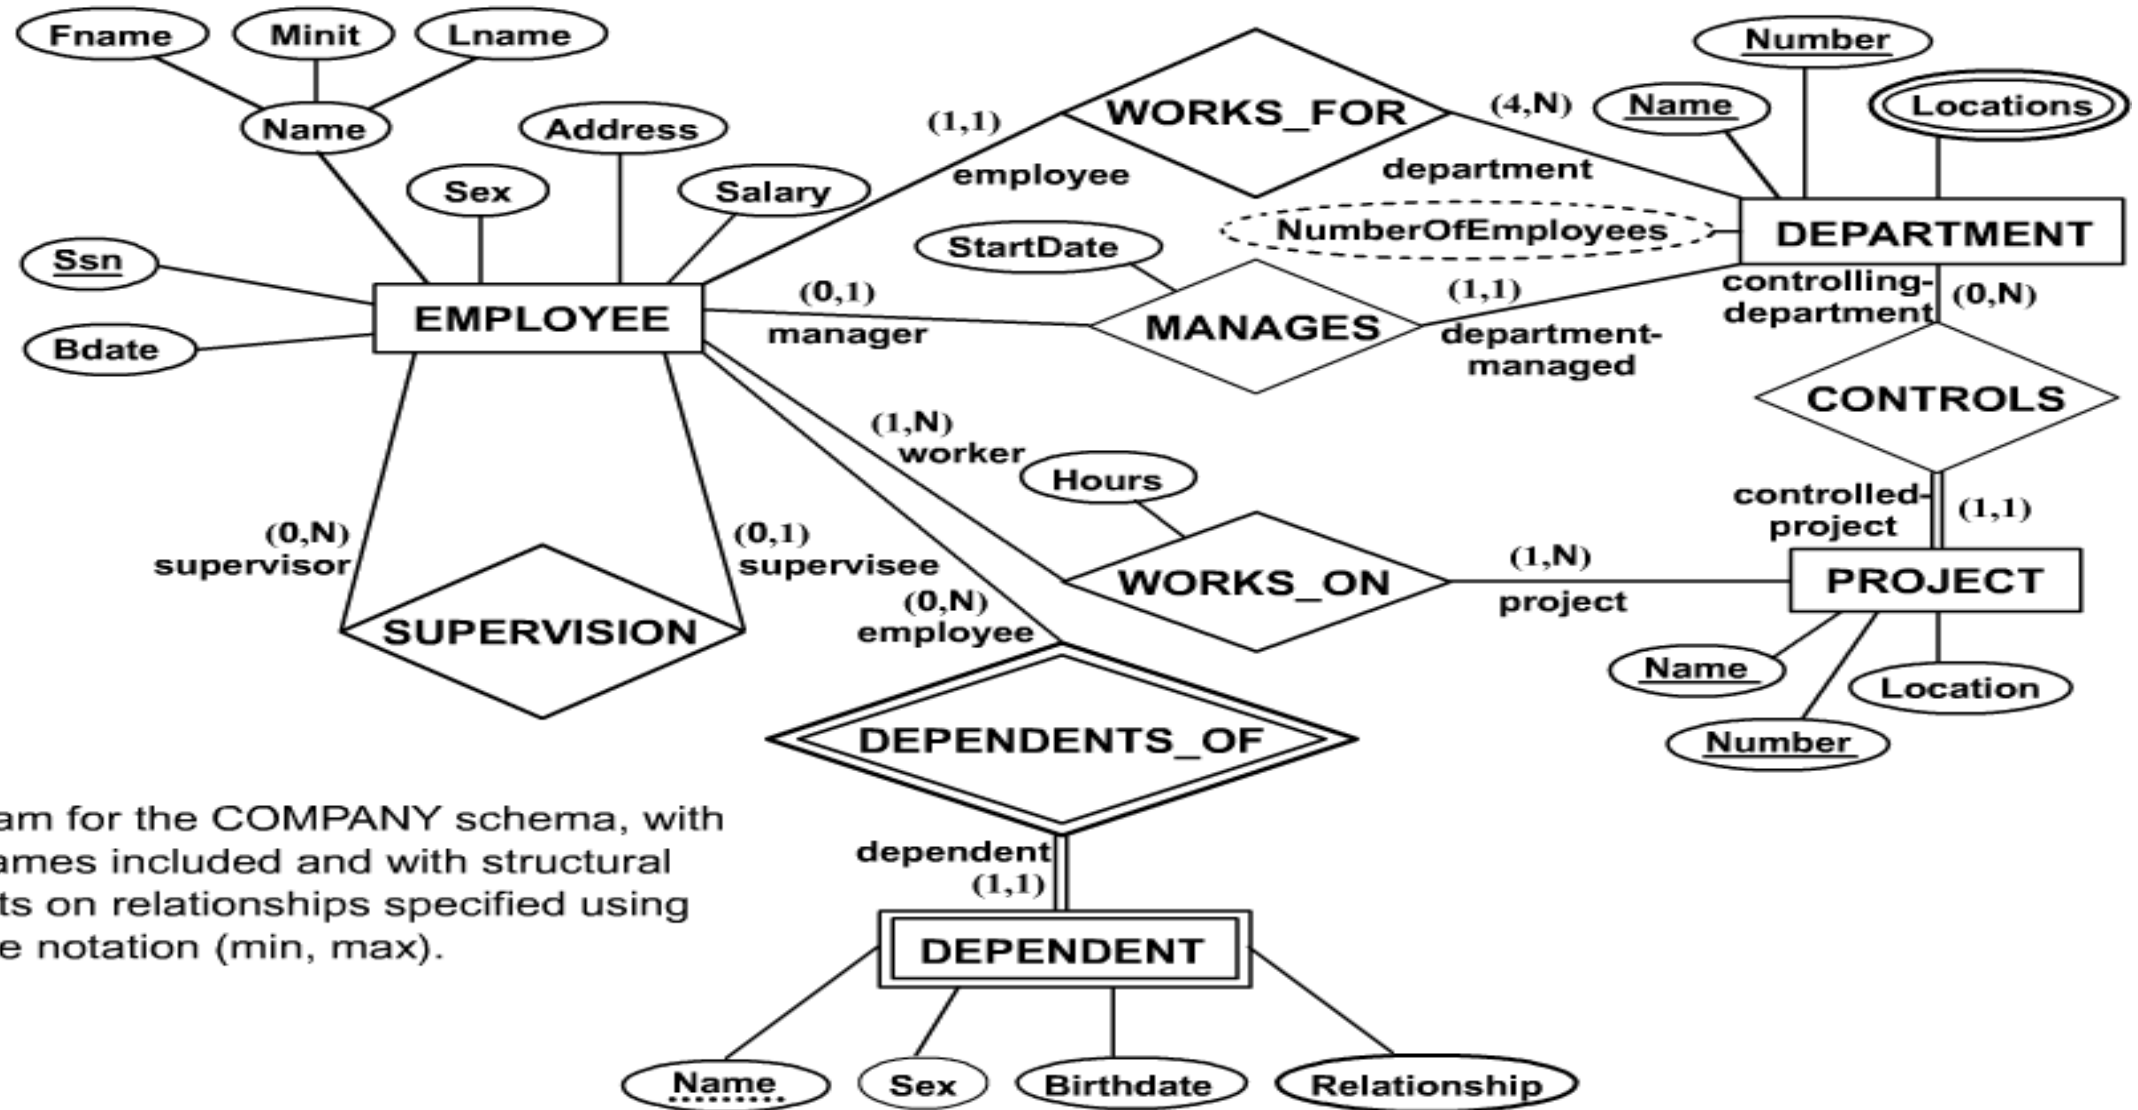 Fname
Minit
Lname
Number
Name
Locations
WORKS_FOR
(4,N)
(1,1)
Name
Address
employee
department
Sex
Salary
NumberOfEmployees
DEPARTMENT
StartDate
Ssn
(0,1)
(1,1)
controlling-
department
(0,N)
EMPLOYEE
manager
MANAGES
department-
managed
Bdate
CONTROLS
(1,N)
worker
Hours
controlled-
project
(1,1)
(0,N)
supervisor
(0,1)
supervisee
(1,N)
project
WORKS_ON
PROJECT
(0,N)
employee
SUPERVISION
Name
Location
Number
DEPENDENTS_OF
am for the COMPANY schema, with
ames included and with structural
ts on relationships specified using
e notation (min, max).
dependent
(1,1)
DEPENDENT
Name
Sex
Birthdate
Relationship